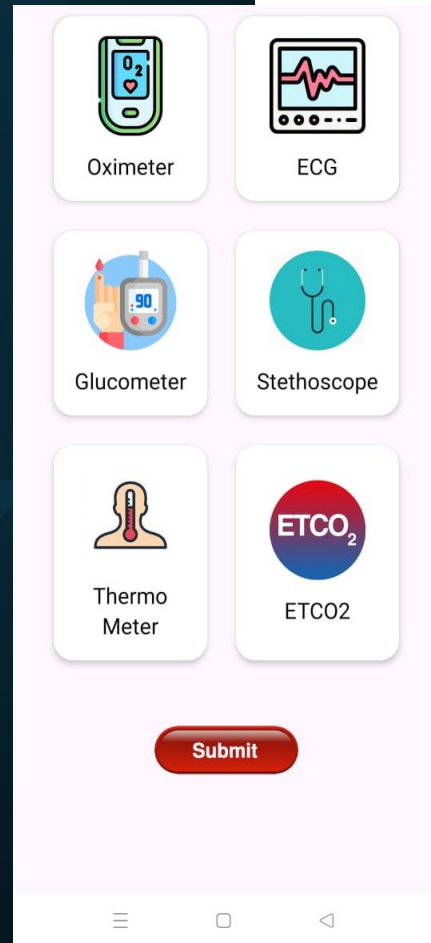 O2
Oximeter
ECG
90
Glucometer
Stethoscope
Thermo
Meter
ETCO2
ETCO2
Submit